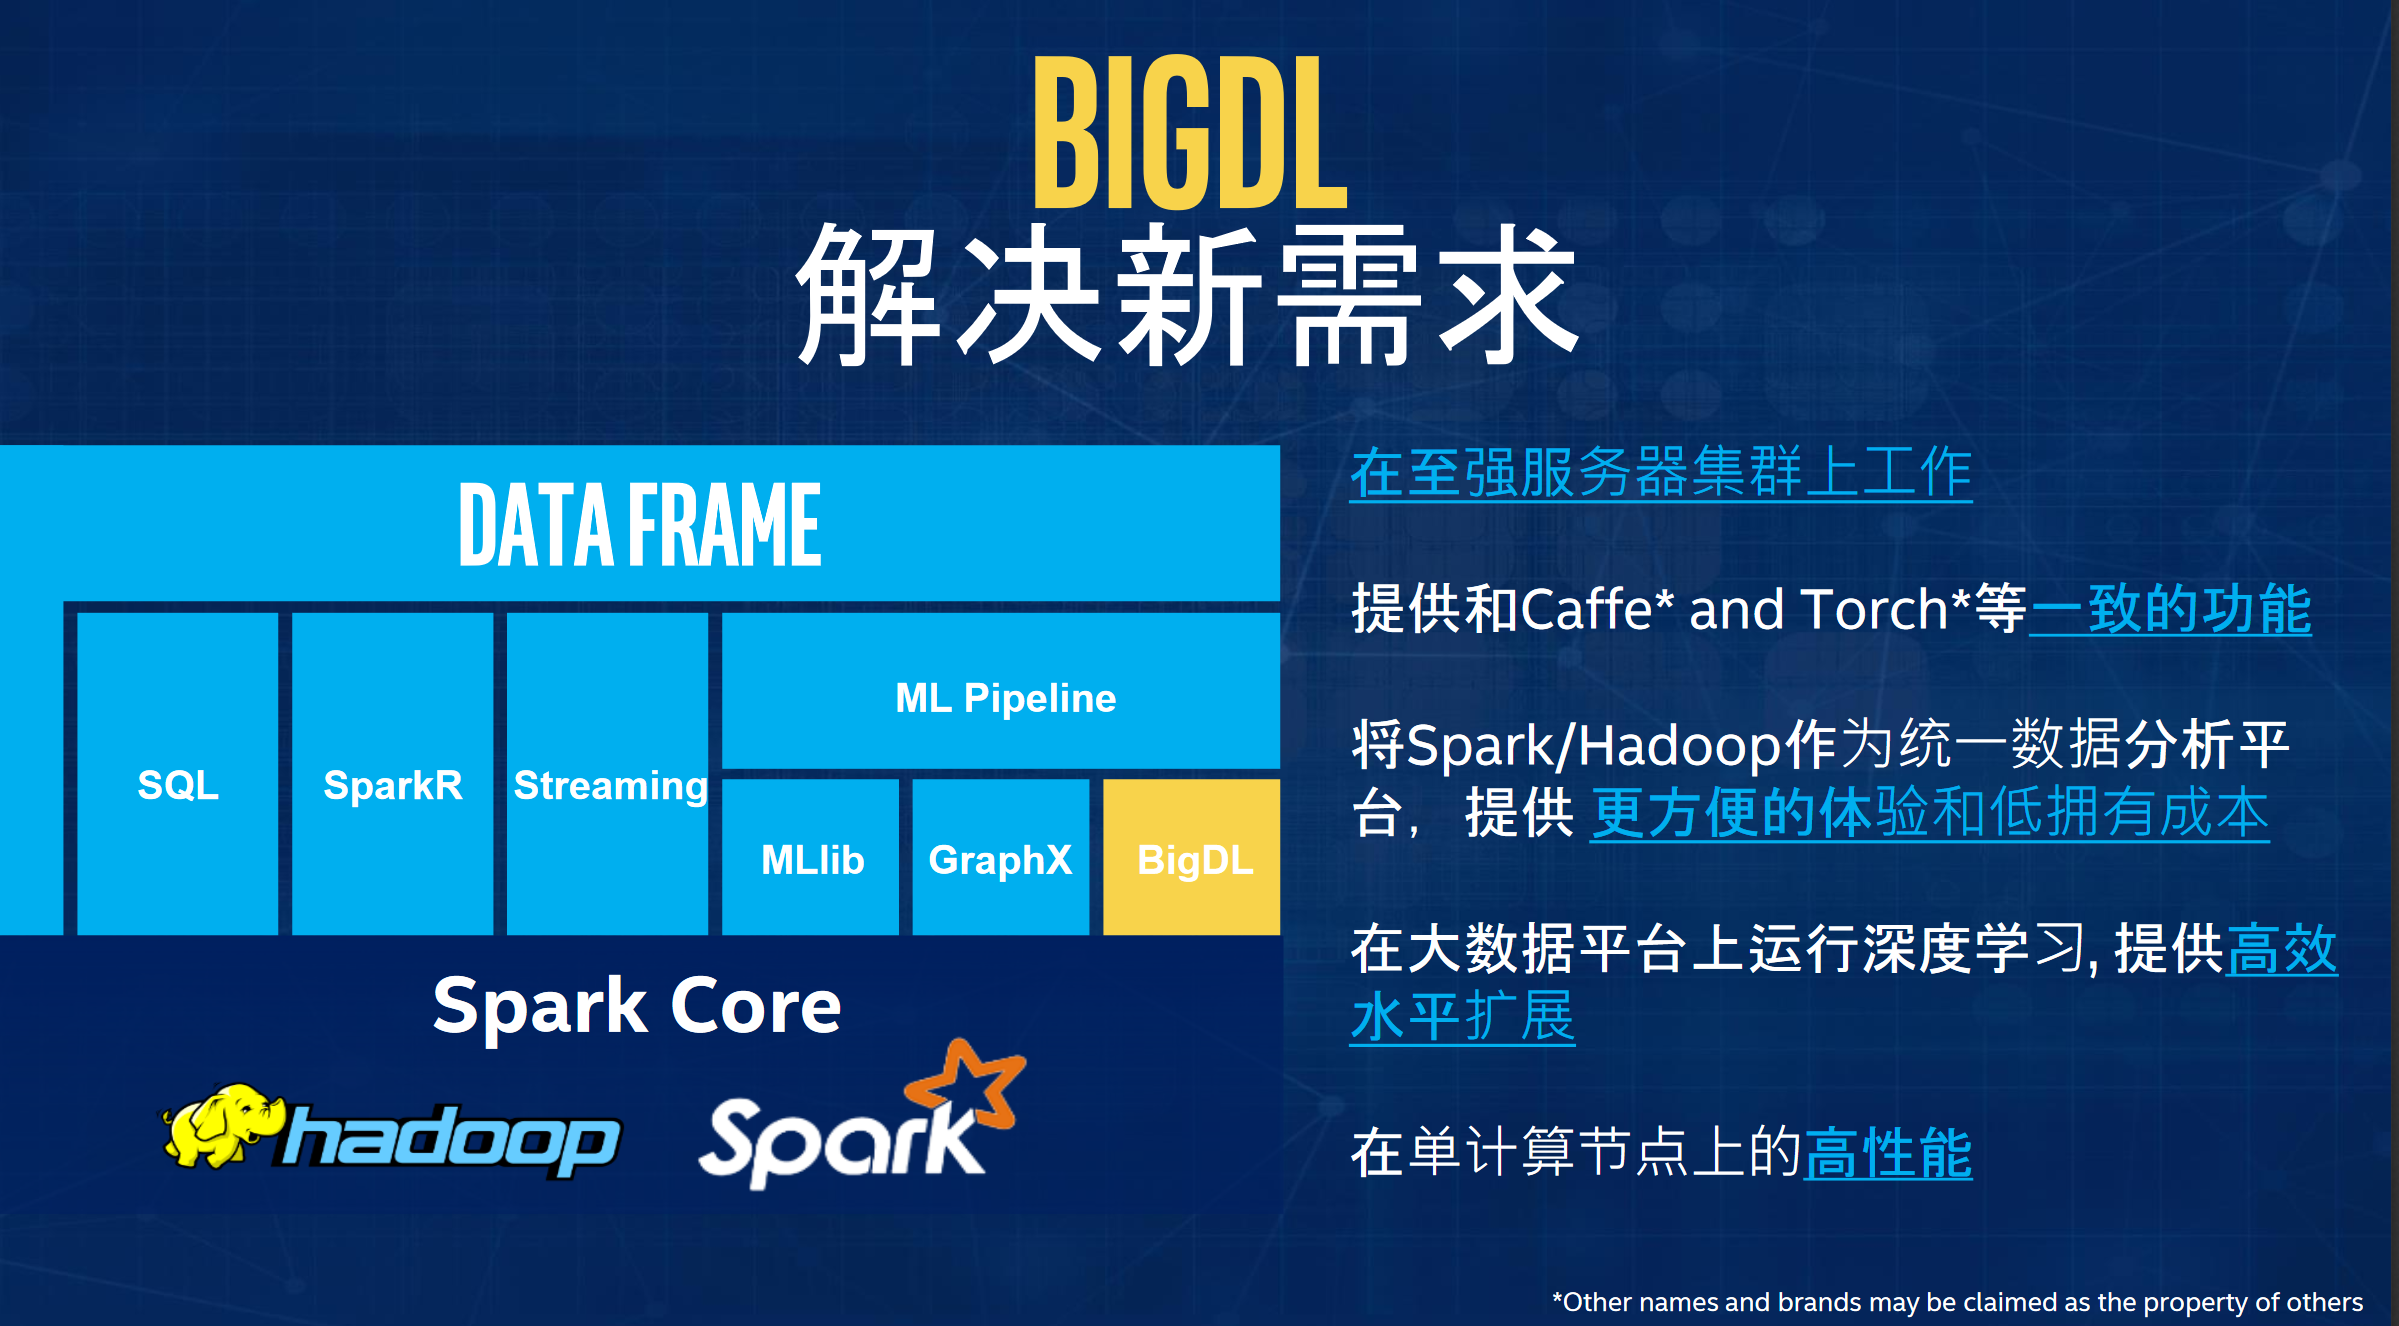 BIGDL
解决新需求
DATA FRAME
SQL
SparkR
Streaming
ML Pipeline
MLlib
GraphX
BigDL
Spark Core
hadoop
Spark
在至强服务器集群上工作
提供和Caffe* and Torch*等一致的功能
将Spark/Hadoop作为统一数据分析平
台， 提供 更方便的体验和低拥有成本
在大数据平台上运行深度学习, 提供高效
水平扩展
在单计算节点上的高性能
*Other names and brands may be claimed as the property of others